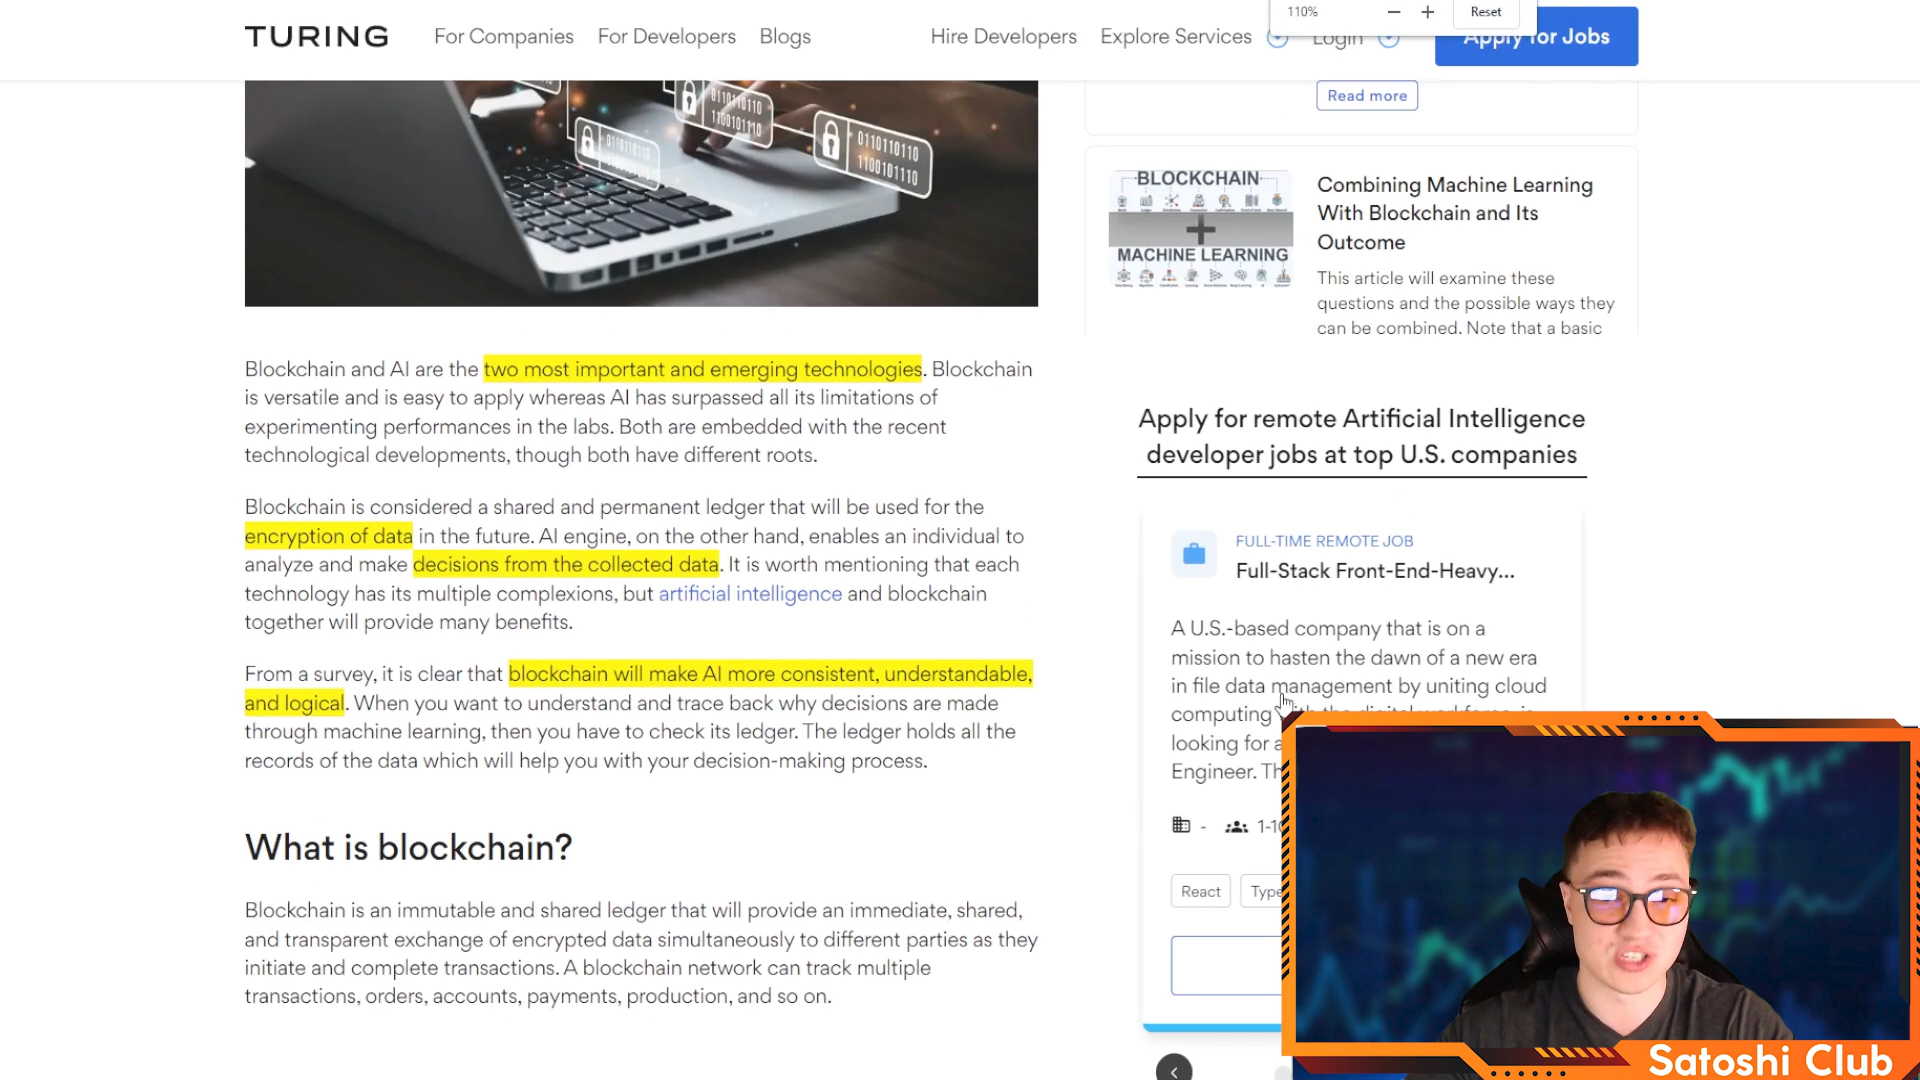 TURING
For Companies
For Developers
Blogs
Hire Developers
Explore Services
Login
Apply for Jobs
110%
Reset
0110110110
1100101110
Read more
BLOCKCHAIN
MACHINE LEARNING
Combining Machine Learning
With Blockchain and Its
Outcome
This article will examine these
questions and the possible ways they
can be combined. Note that a basic
Blockchain and AI are the two most important and emerging technologies. Blockchain
is versatile and is easy to apply whereas AI has surpassed all its limitations of
experimenting performances in the labs. Both are embedded with the recent
technological developments, though both have different roots.
Blockchain is considered a shared and permanent ledger that will be used for the
encryption of data in the future. AI engine, on the other hand, enables an individual to
analyze and make decisions from the collected data. It is worth mentioning that each
technology has its multiple complexions, but artificial intelligence and blockchain
together will provide many benefits.
From a survey, it is clear that blockchain will make AI more consistent, understandable,
and logical. When you want to understand and trace back why decisions are made
through machine learning, then you have to check its ledger. The ledger holds all the
records of the data which will help you with your decision-making process.
What is blockchain?
Blockchain is an immutable and shared ledger that will provide an immediate, shared,
and transparent exchange of encrypted data simultaneously to different parties as they
initiate and complete transactions. A blockchain network can track multiple
transactions, orders, accounts, payments, production, and so on.
Apply for remote Artificial Intelligence
developer jobs at top U.S. companies
FULL-TIME REMOTE JOB
Full-Stack Front-End-Heavy...
A U.S.-based company that is on a
mission to hasten the dawn of a new era
in file data management by uniting cloud
computing
looking for a
Engineer. Th
- 1-10
React
Type
Satoshi Club